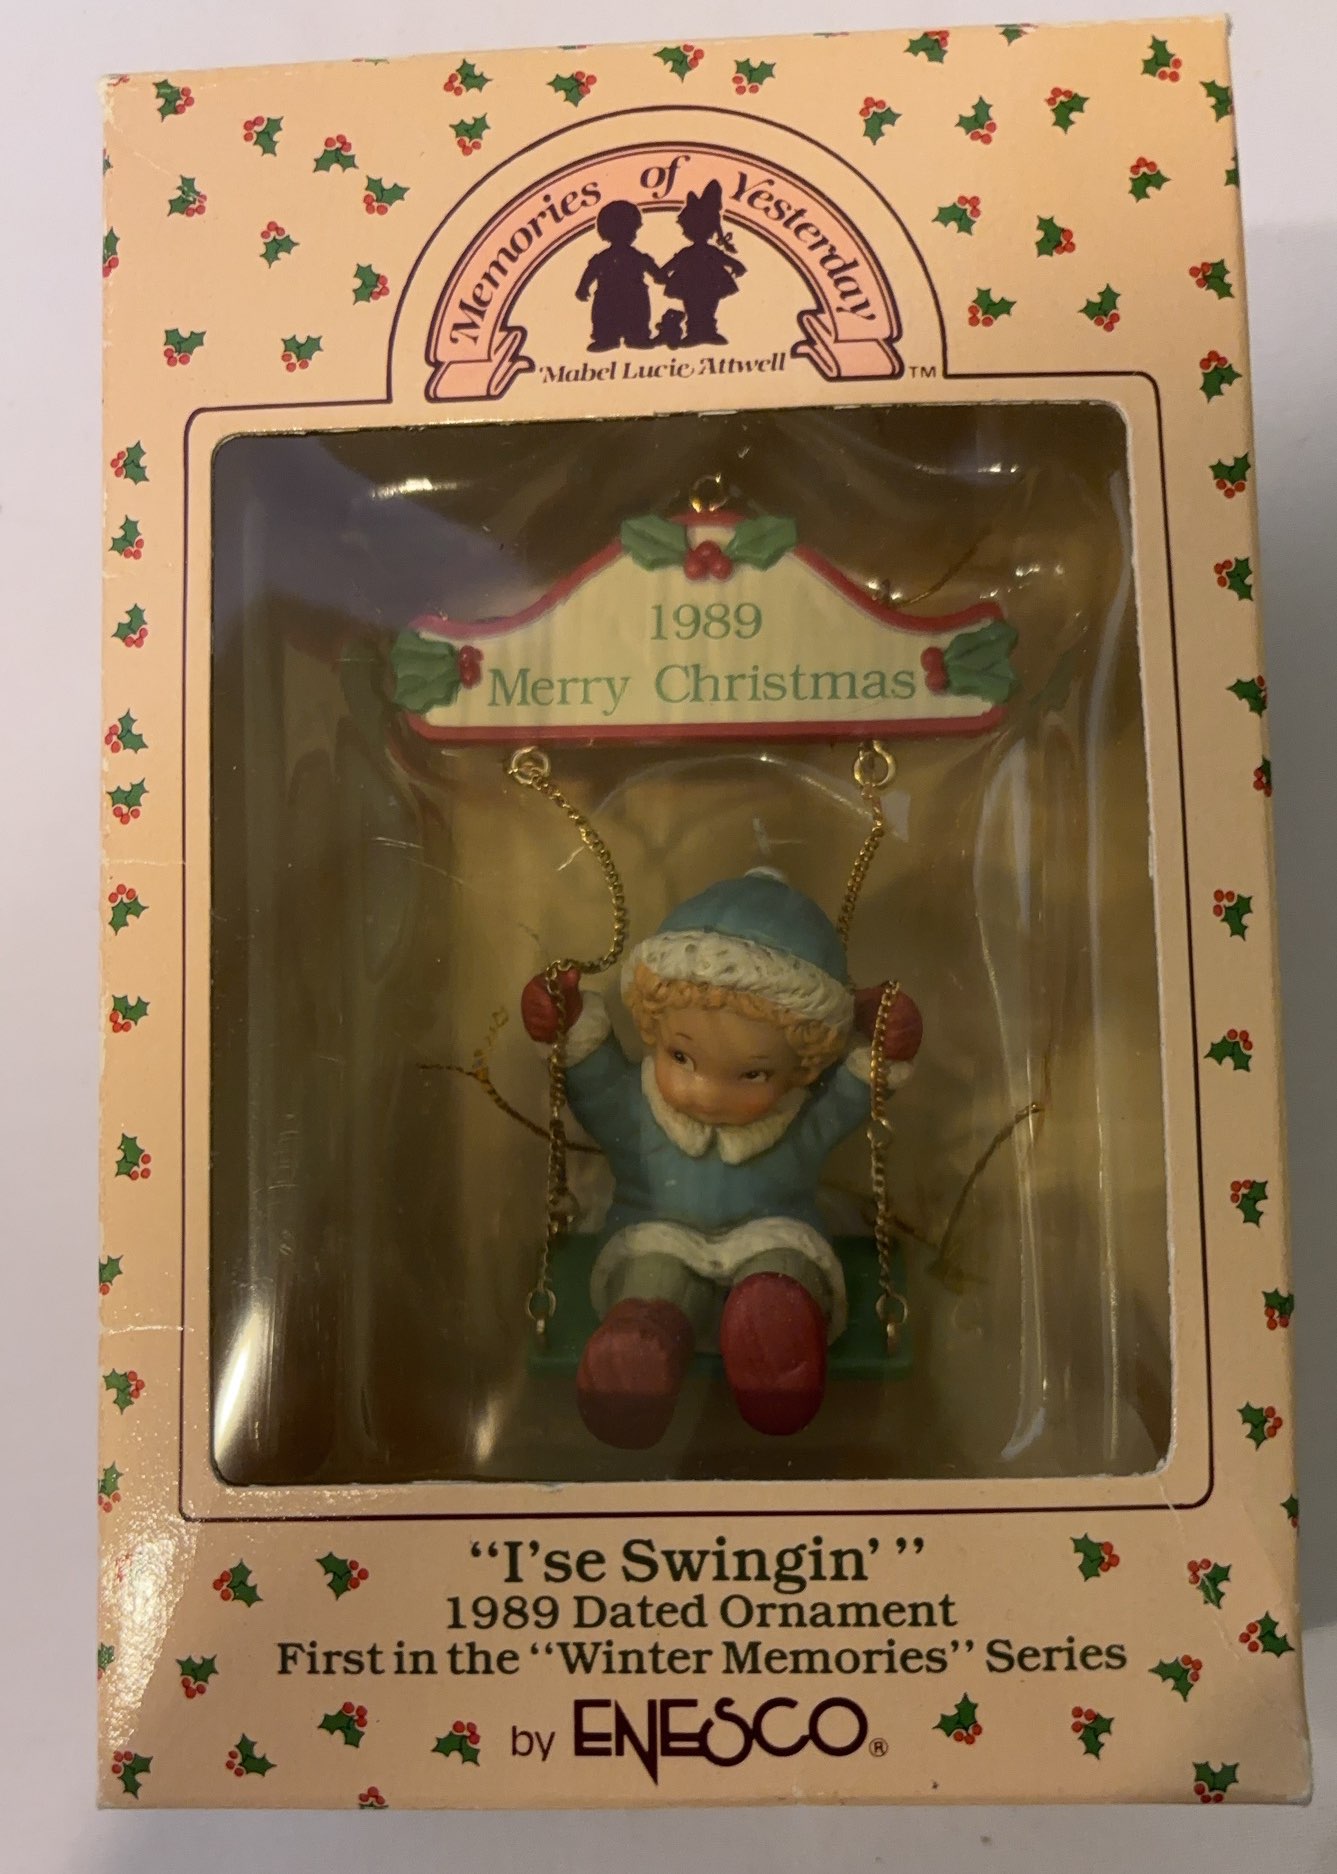 Memories of Yesterday
Mabel Lucie Attwell TM
1989
Merry Christmas
“I'se Swingin' ”
1989 Dated Ornament
First in the “Winter Memories” Series
by ENESCO®